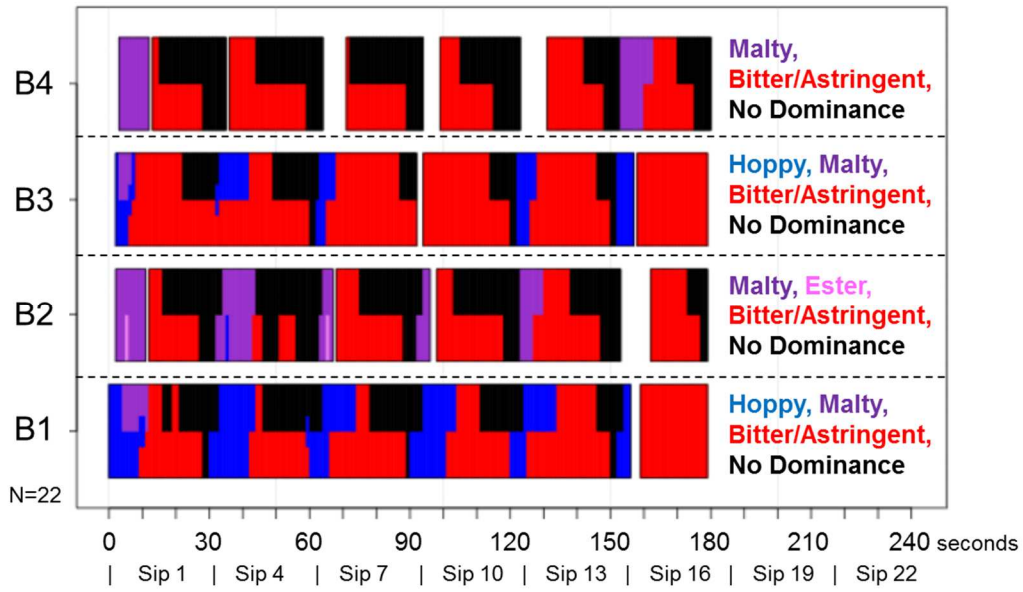 B4
Malty,
Bitter/Astringent,
No Dominance
B3
Hoppy, Malty,
Bitter/Astringent,
No Dominance
B2
Malty, Ester,
Bitter/Astringent,
No Dominance
B1
Hoppy, Malty,
Bitter/Astringent,
No Dominance
N=22
0 30 60 90 120 150 180 210 240 seconds
| Sip 1 | Sip 4 | Sip 7 | Sip 10 | Sip 13 | Sip 16 | Sip 19 | Sip 22